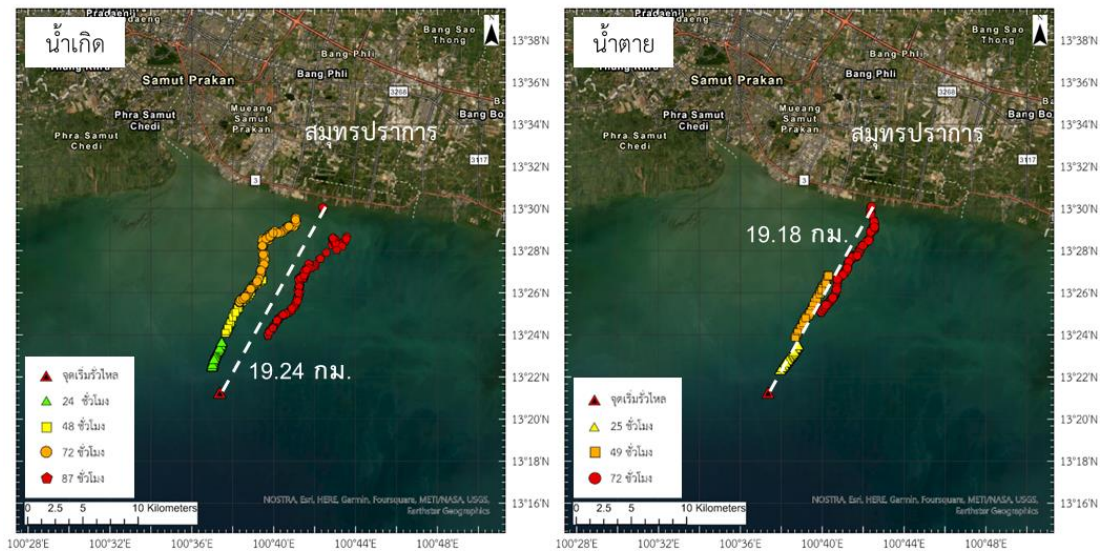 น้ำเกิด
Pradaeng
Bang Sao
Thong
Bang Phli
Samut Prakan
Bang Phli
3268
Mueang
Samut
Prakan
Bang Bo
Phra Samut
Chedi
Phra Samut
Chedi
สมุทรปราการ
3117
3
19.24 กม.
จุดเริ่มรั่วไหล
24 ชั่วโมง
48 ชั่วโมง
72 ชั่วโมง
87 ชั่วโมง
NOSTRA, Esri, HERE, Garmin, Foursquare, METI/NASA, USGS,
Earthstar Geographics
0 2.5 5 10 Kilometers
13°38'N
13°36'N
13°34'N
13°32'N
13°30'N
13°28'N
13°26'N
13°24'N
13°22'N
13°20'N
13°18'N
13°16'N
100°28'E 100°32'E 100°36'E 100°40'E 100°44'E 100°48'E
น้ำตาย
Bang Sao
Thong
Bang Phli
Samut Prakan
Bang Phli
3268
Mueang
Samut
Prakan
Bang Bo
Phra Samut
Chedi
Phra Samut
Chedi
สมุทรปราการ
3117
3
19.18 กม.
จุดเริ่มรั่วไหล
25 ชั่วโมง
49 ชั่วโมง
72 ชั่วโมง
NOSTRA, Esri, HERE, Garmin, Foursquare, METI/NASA, USGS,
Earthstar Geographics
0 2.5 5 10 Kilometers
13°38'N
13°36'N
13°34'N
13°32'N
13°30'N
13°28'N
13°26'N
13°24'N
13°22'N
13°20'N
13°18'N
13°16'N
100°28'E 100°32'E 100°36'E 100°40'E 100°44'E 100°48'E